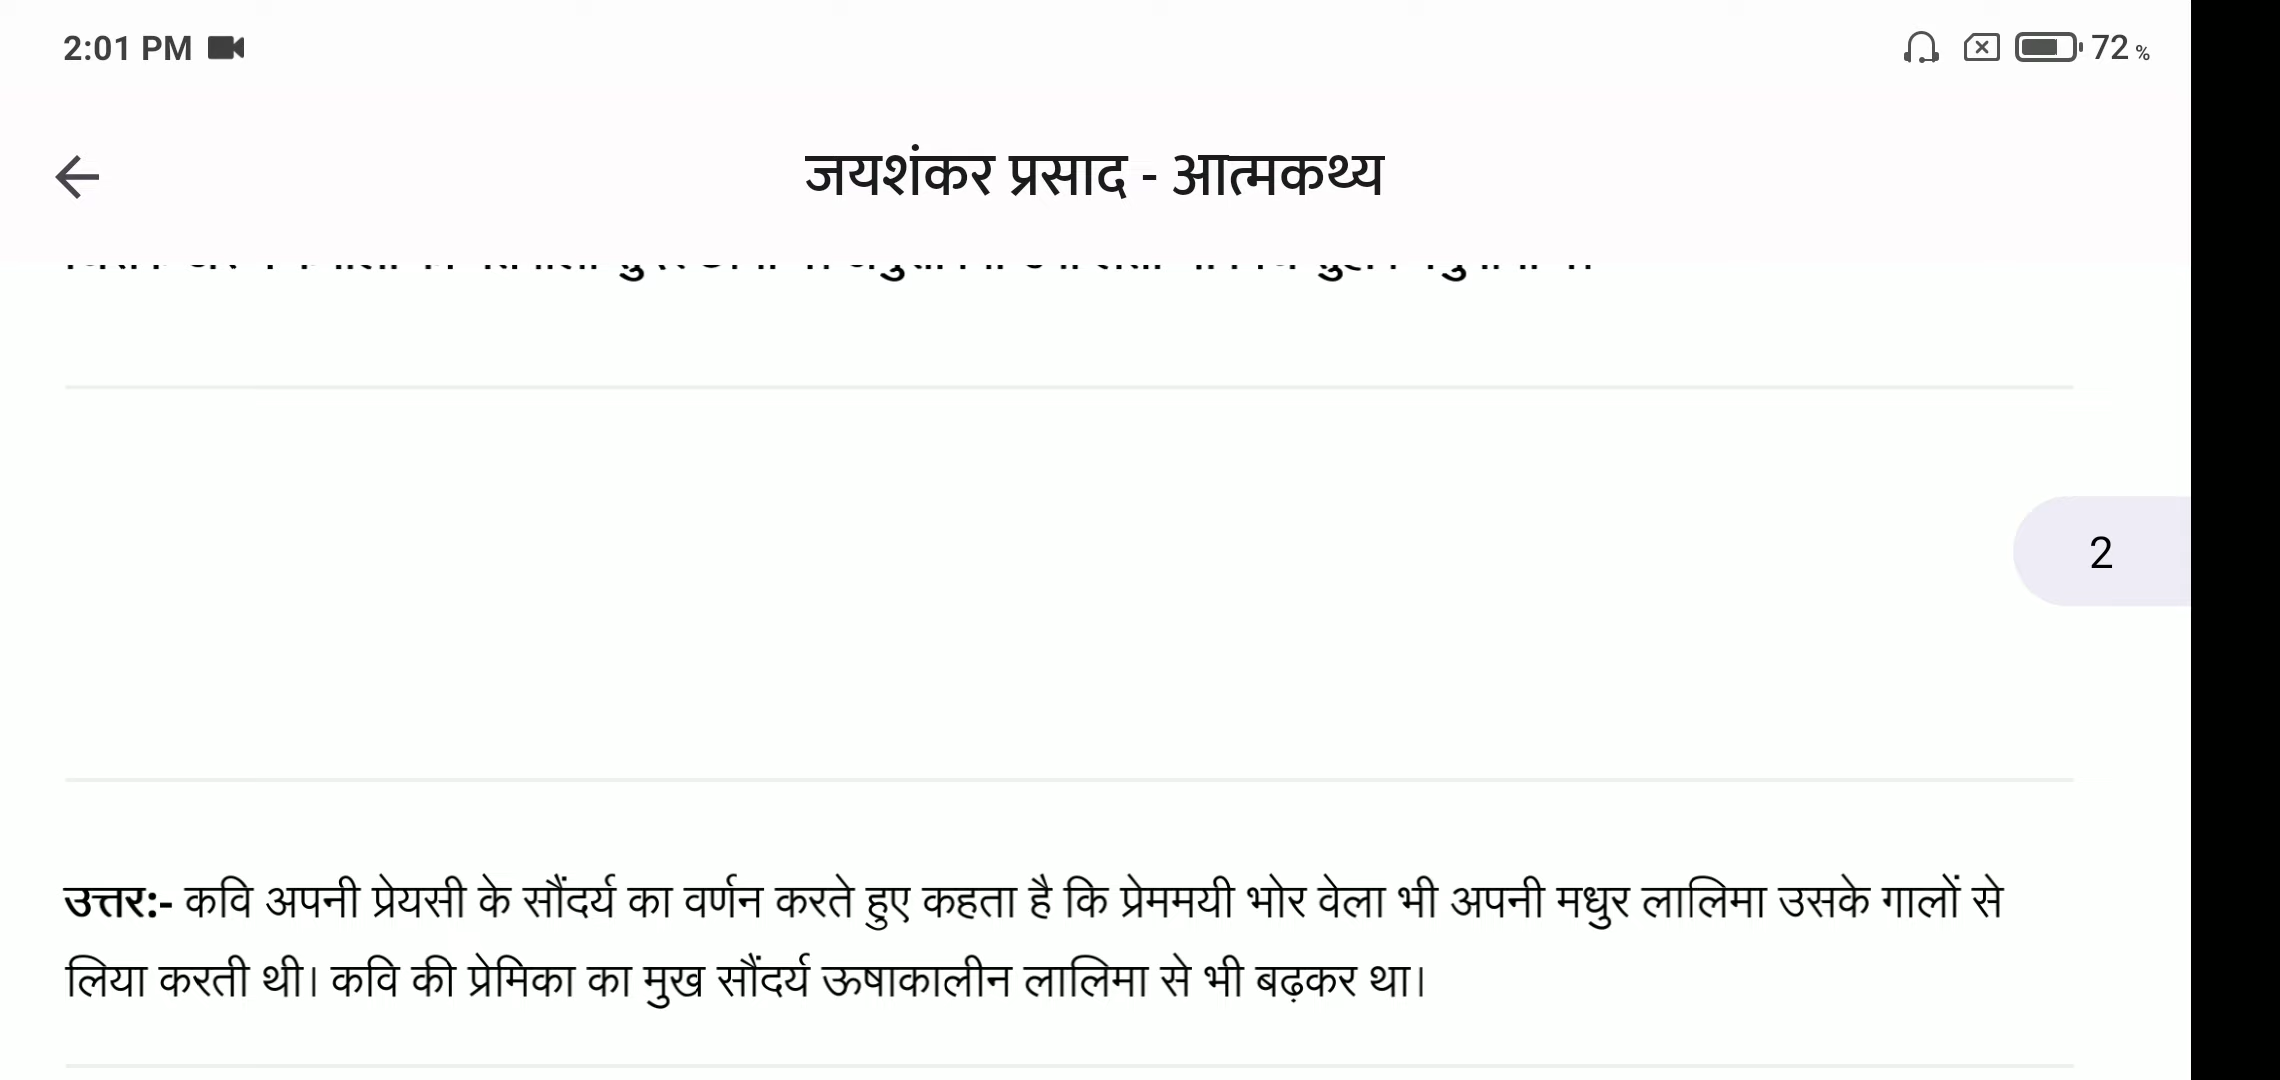 2:01 PM
72 %
जयशंकर प्रसाद - आत्मकथ्य
2
उत्तर:- कवि अपनी प्रेयसी के सौंदर्य का वर्णन करते हुए कहता है कि प्रेममयी भोर वेला भी अपनी मधुर लालिमा उसके गालों से
लिया करती थी। कवि की प्रेमिका का मुख सौंदर्य ऊषाकालीन लालिमा से भी बढ़कर था।